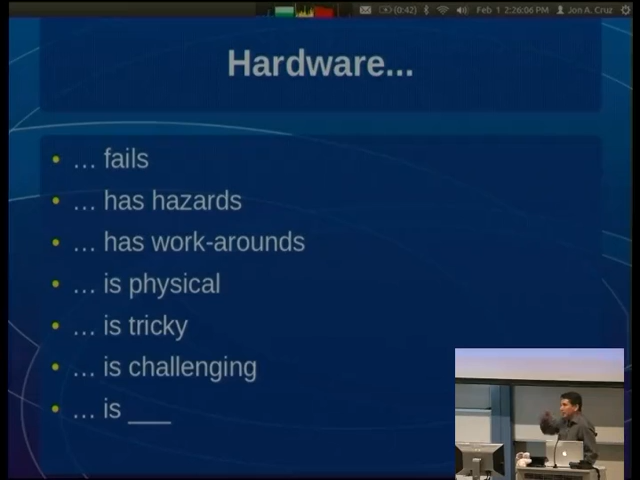 (0:42) Feb 1 2:26:06 PM Jon A. Cruz
Hardware...
• ... fails
• ... has hazards
• ... has work-arounds
• ... is physical
• ... is tricky
• ... is challenging
• ... is ___